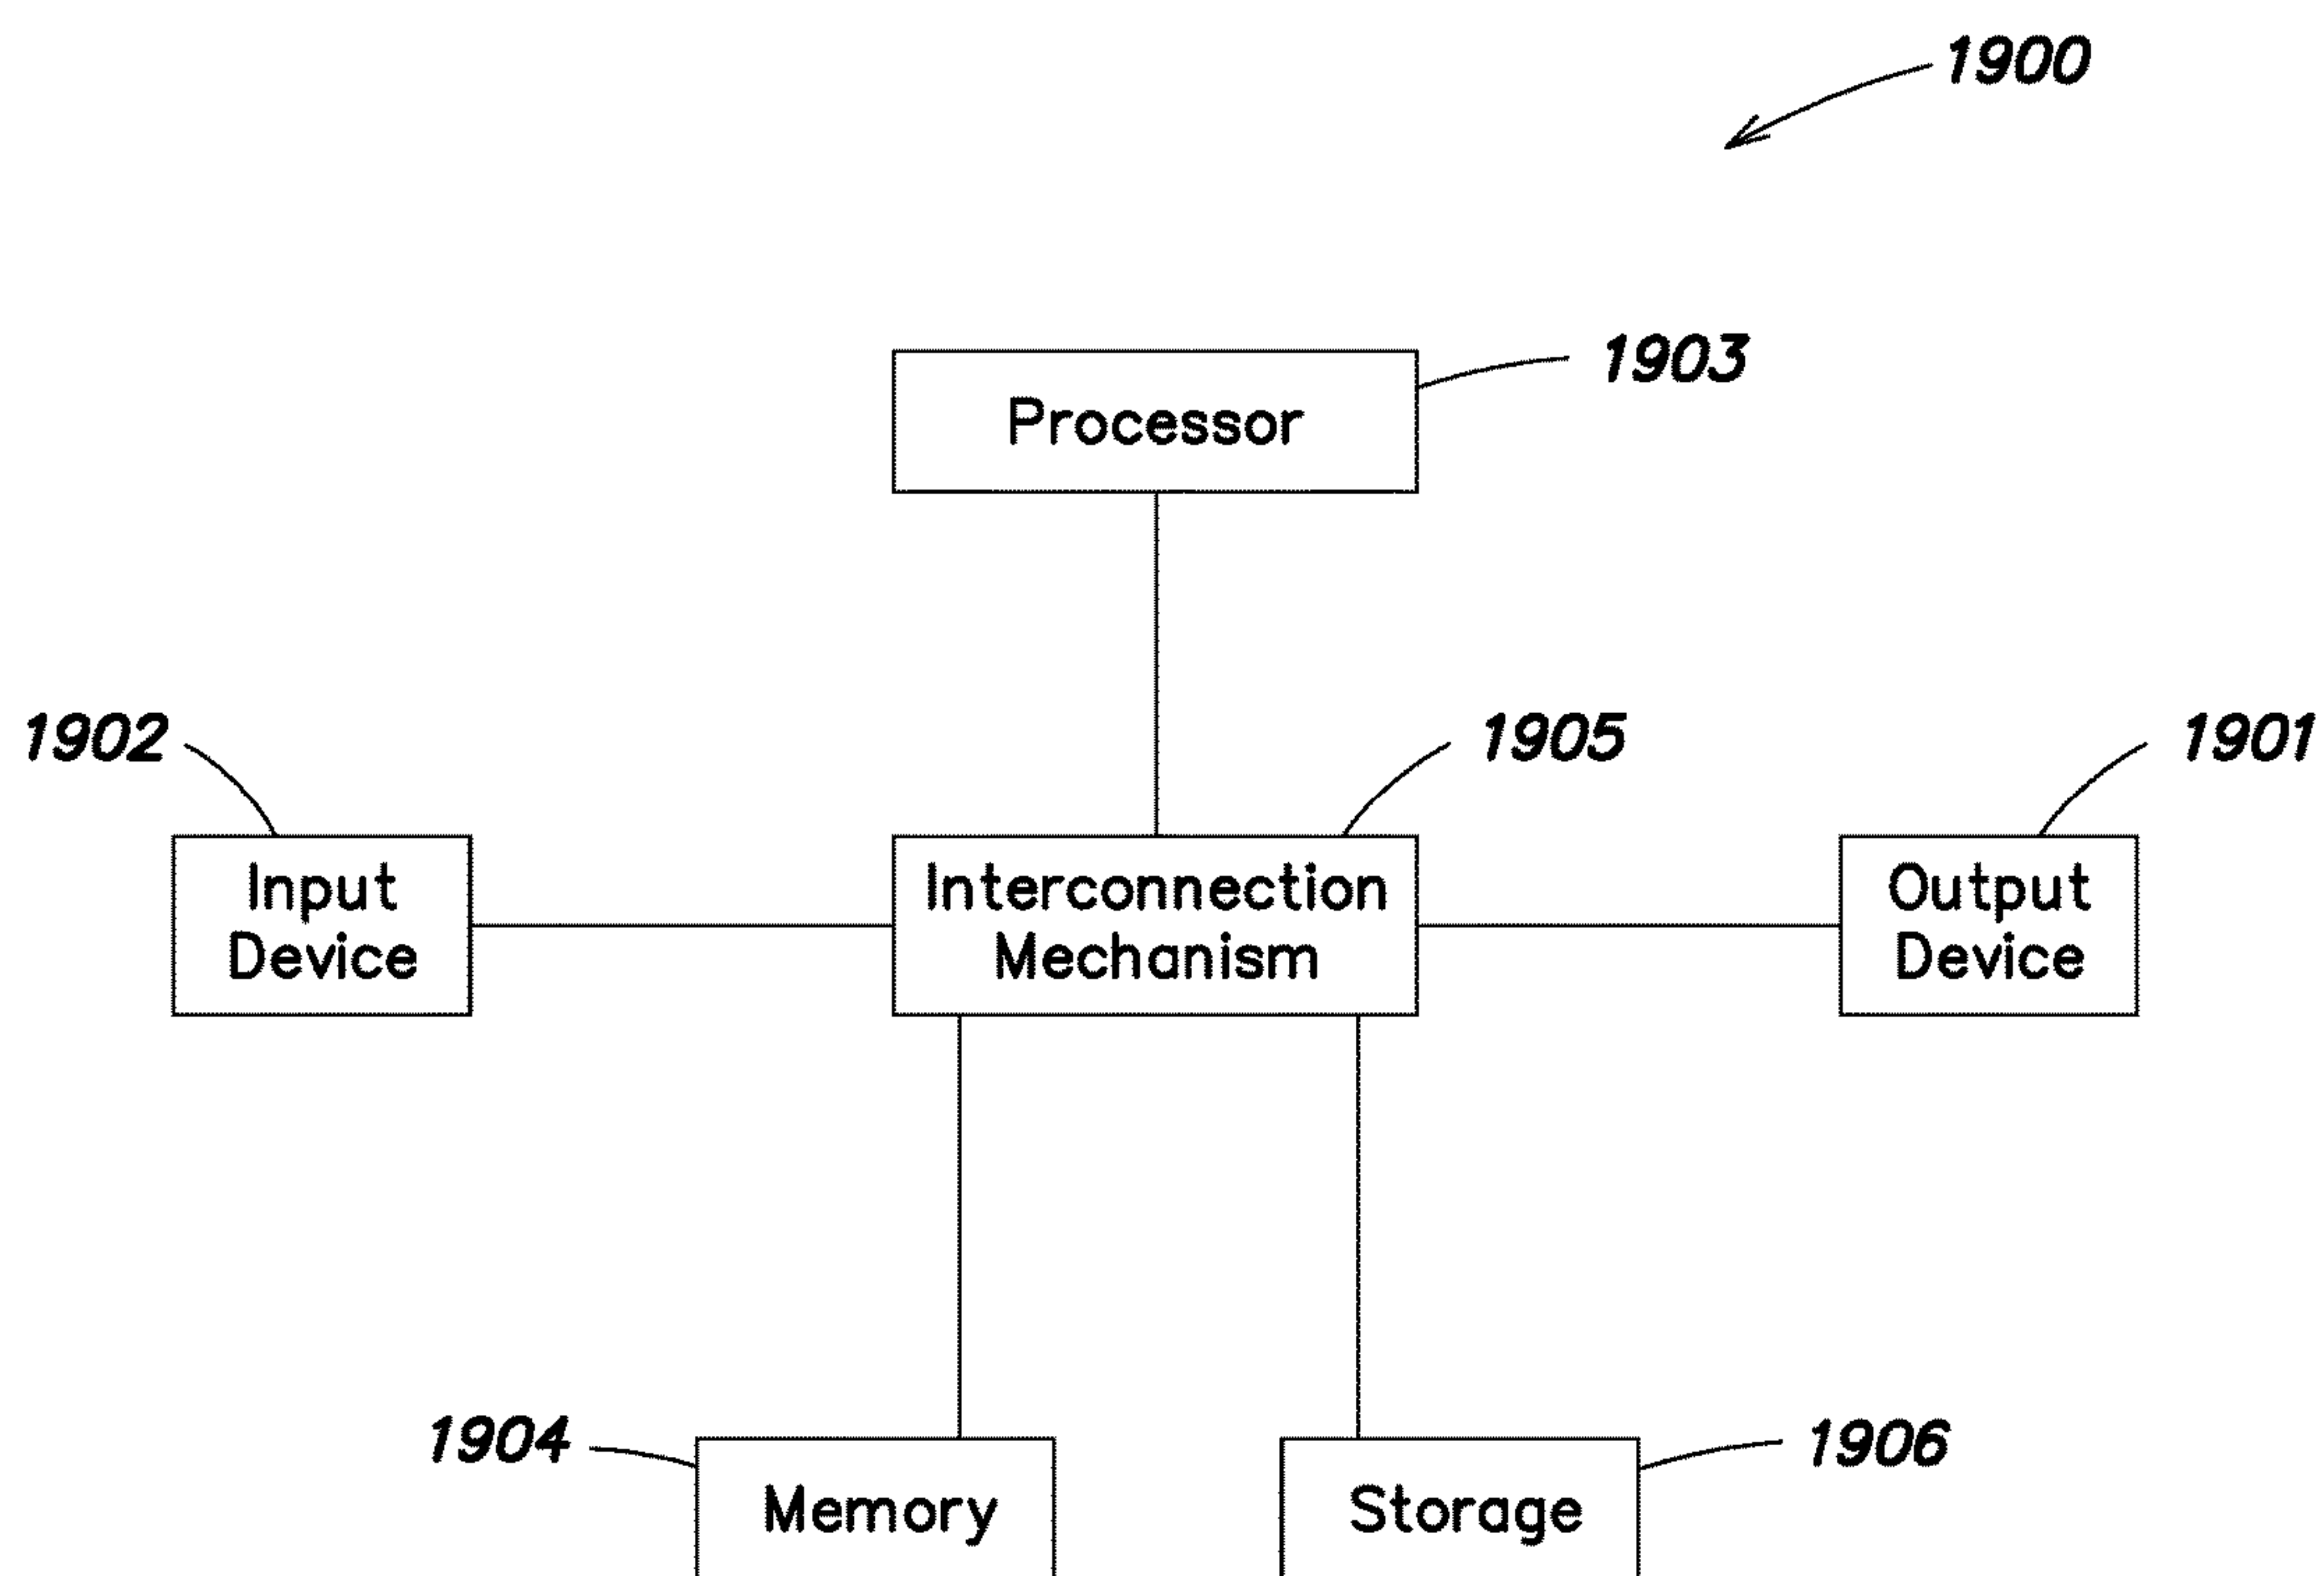 1900
1903
Processor
1902
1905
1901
Input
Device
Interconnection
Mechanism
Output
Device
1904
1906
Memory
Storage